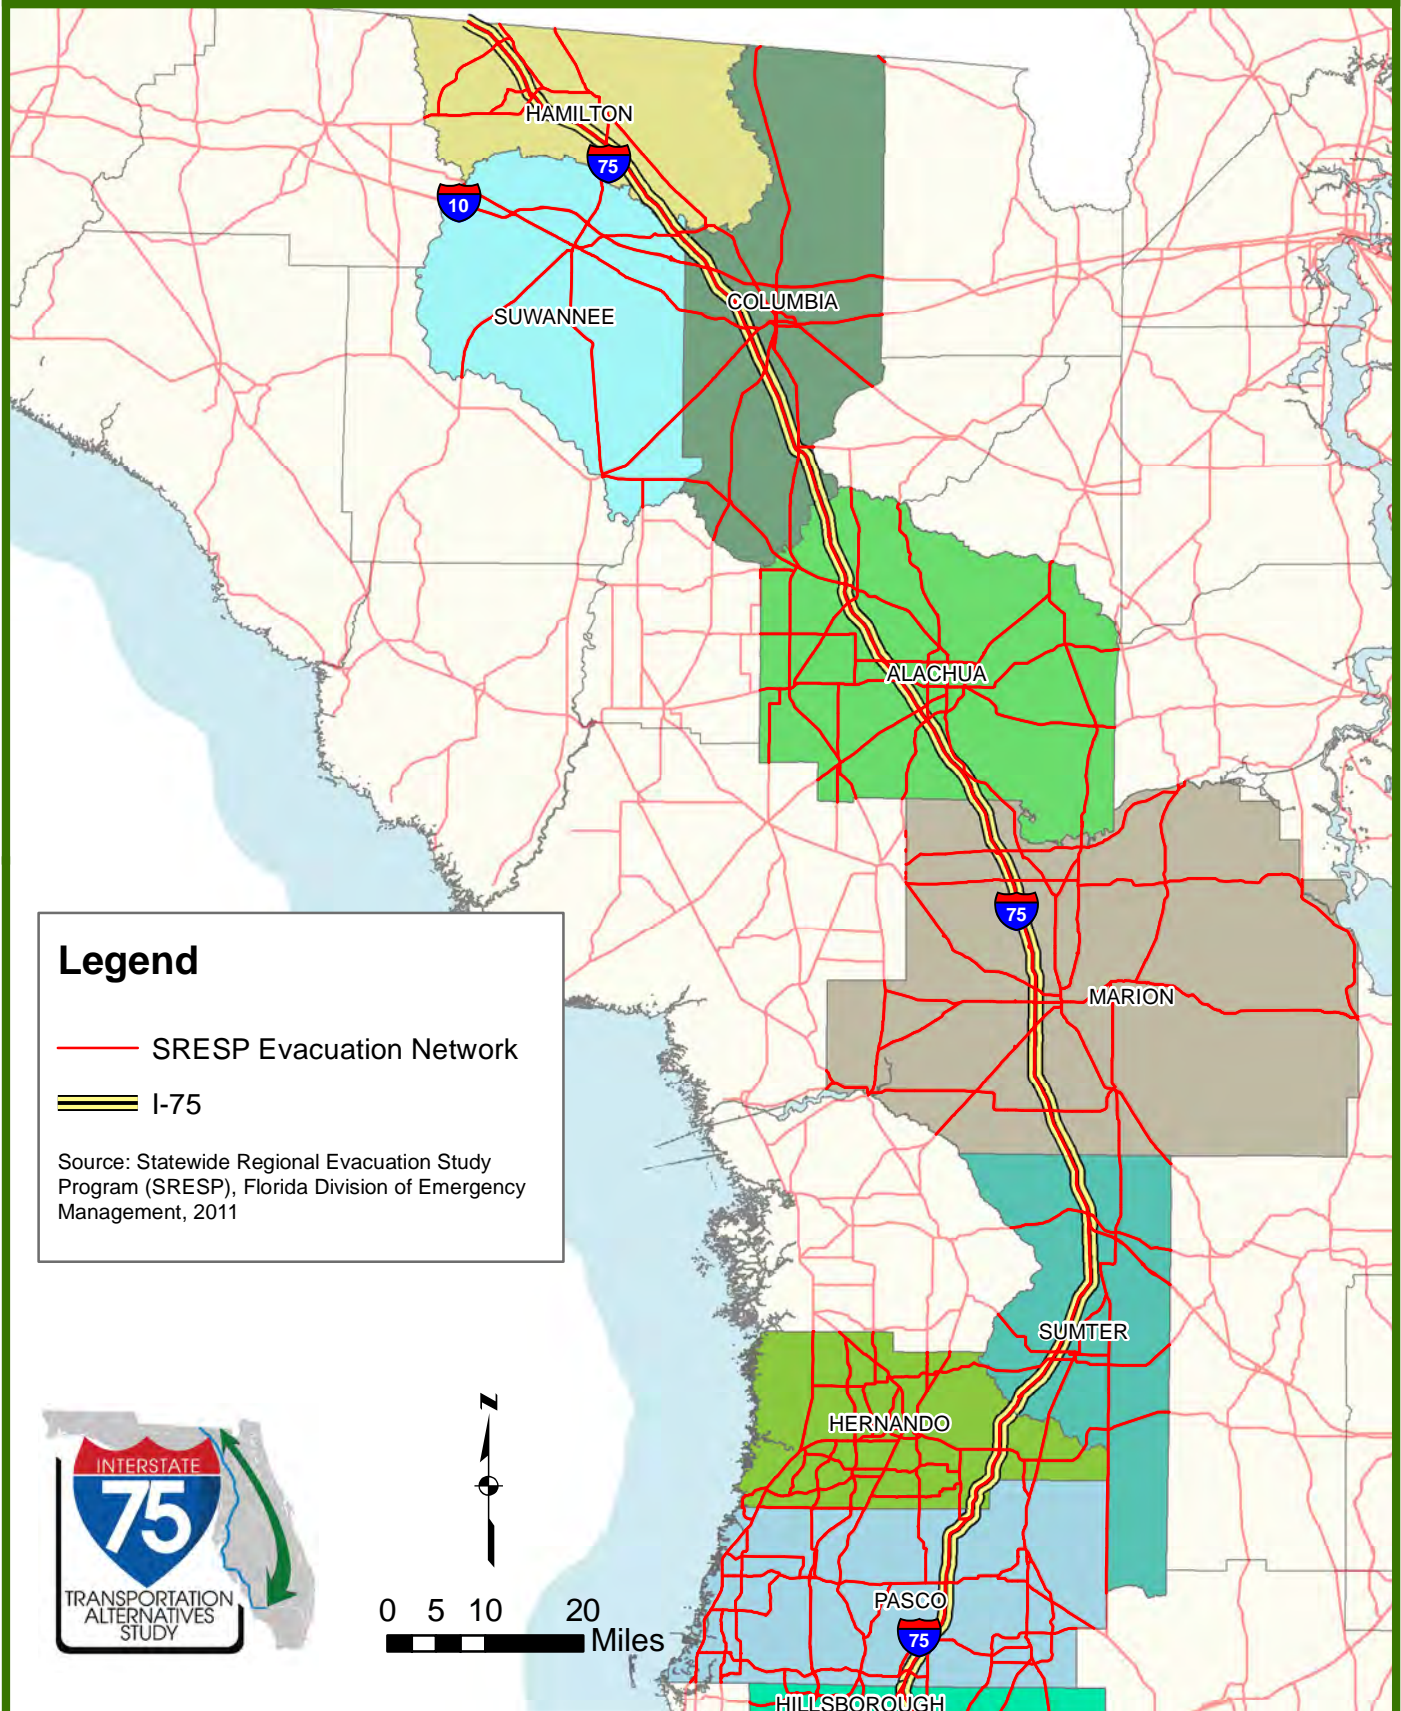 HAMILTON
75
10
COLUMBIA
SUWANNEE
ALACHUA
75
MARION
Legend
SRESP Evacuation Network
I-75
Source: Statewide Regional Evacuation Study
Program (SRESP), Florida Division of Emergency
Management, 2011
SUMTER
HERNANDO
N
INTERSTATE
75
TRANSPORTATION
ALTERNATIVES
STUDY
0 5 10 20
Miles
PASCO
75
HILLSBOROUGH